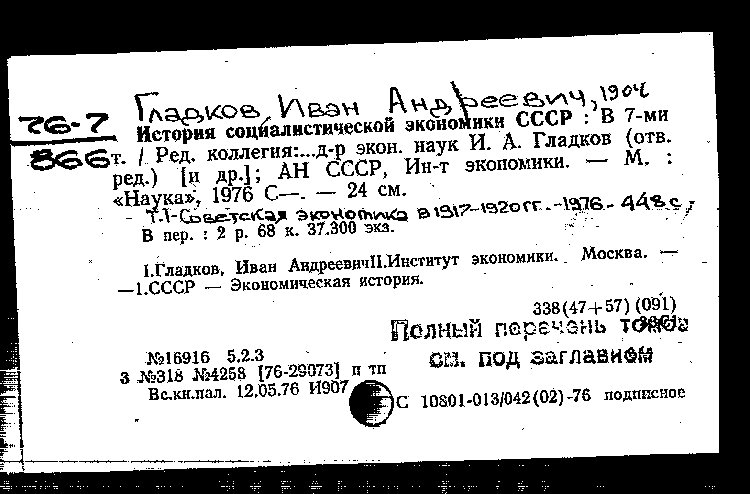 Гладков, Иван Андреевич, 1904
76-7
866
История социалистической экономики СССР : В 7-ми
т. / Ред. коллегия:...д-р экон. наук И. А. Гладков (отв.
ред.) [и др.]; АН СССР, Ин-т экономики. — М. :
«Наука», 1976 С—. — 24 см.
- Т.1-Советская экономика в 1917-1920гг.-1976.- 448с.;
В пер. : 2 р. 68 к. 37.300 экз.
I.Гладков, Иван АндреевичII.Институт экономики. Москва. —
—1.СССР — Экономическая история.
338(47+57)(091)
Полный перечень томов
см. под заглавием
№16916 5.2.3
3 №318 №4258 [76-29073] п тп
Вс.кн.пал. 12.05.76 И907
С 10801-013/042(02)-76 подписное